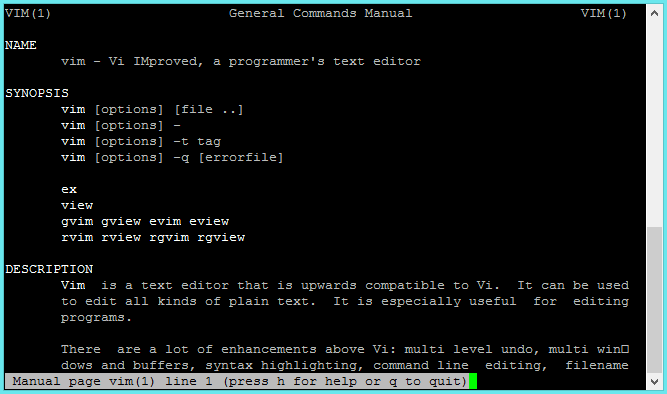 VIM(1)                      General Commands Manual                     VIM(1)
NAME
vim - Vi IMproved, a programmer's text editor
SYNOPSIS
vim [options] [file ..]
vim [options] -
vim [options] -t tag
vim [options] -q [errorfile]
ex
view
gvim gview evim eview
rvim rview rgvim rgview
DESCRIPTION
Vim  is a text editor that is upwards compatible to Vi.  It can be used
to edit all kinds of plain text.  It is especially useful  for  editing
programs.
There  are a lot of enhancements above Vi: multi level undo, multi win□
dows and buffers, syntax highlighting, command line  editing,  filename
Manual page vim(1) line 1 (press h for help or q to quit)